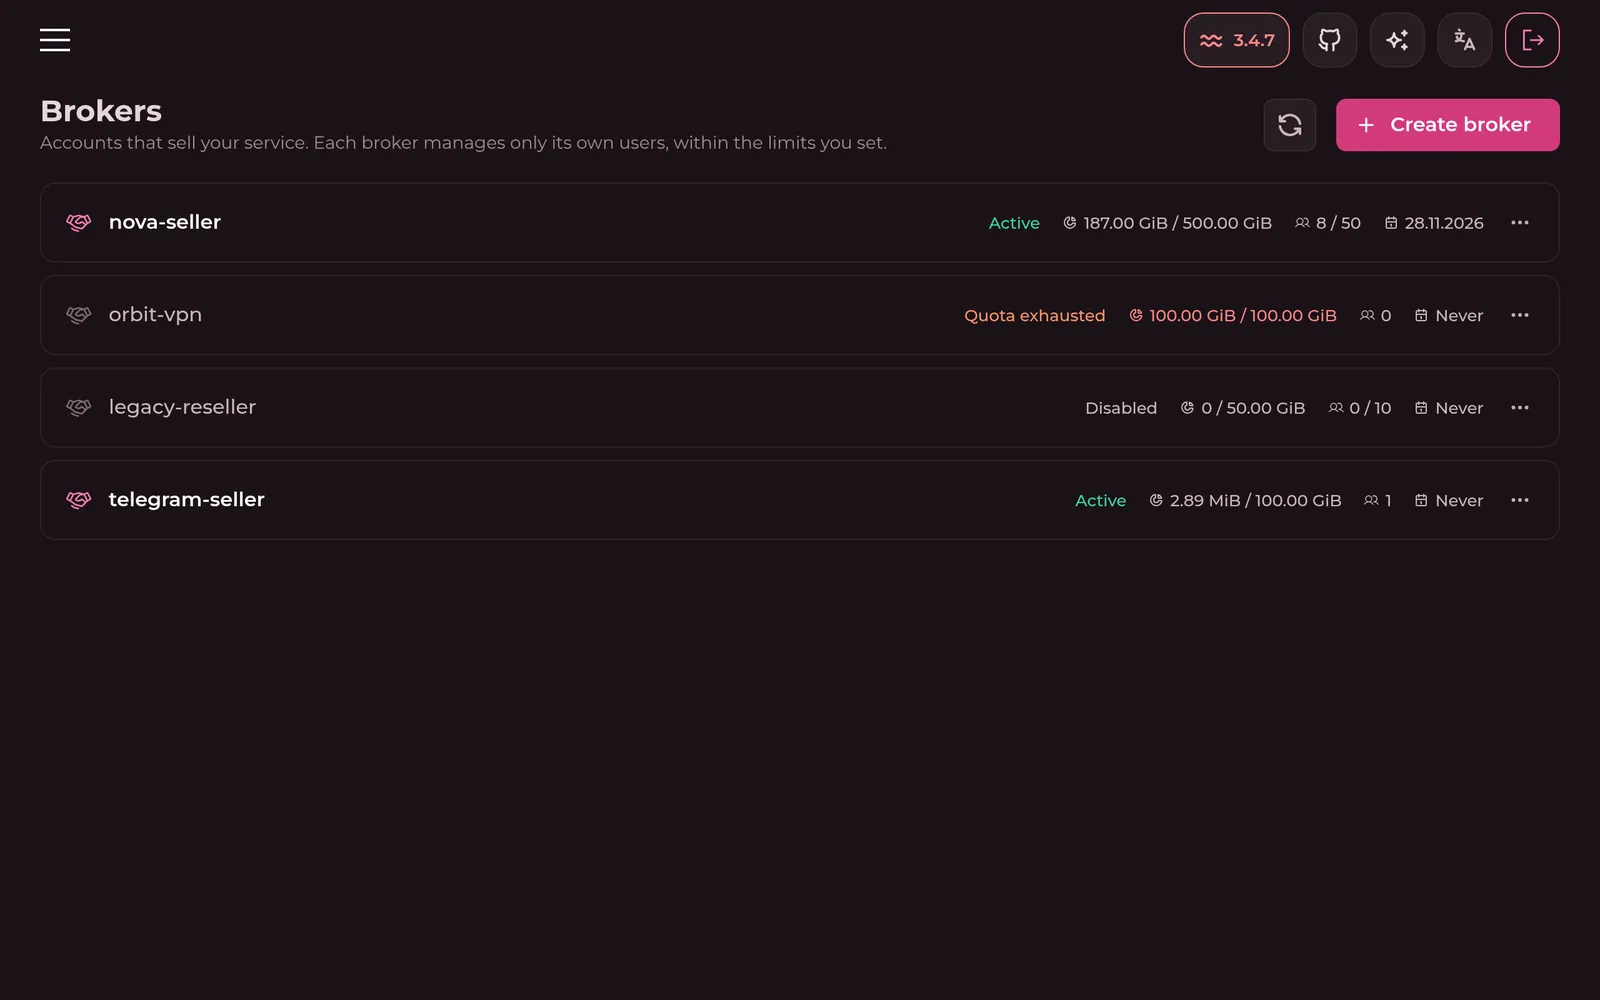 3.4.7
Brokers
Accounts that sell your service. Each broker manages only its own users, within the limits you set.
Create broker
nova-seller Active 187.00 GiB / 500.00 GiB 8 / 50 28.11.2026
orbit-vpn Quota exhausted 100.00 GiB / 100.00 GiB 0 Never
legacy-reseller Disabled 0 / 50.00 GiB 0 / 10 Never
telegram-seller Active 2.89 MiB / 100.00 GiB 1 Never